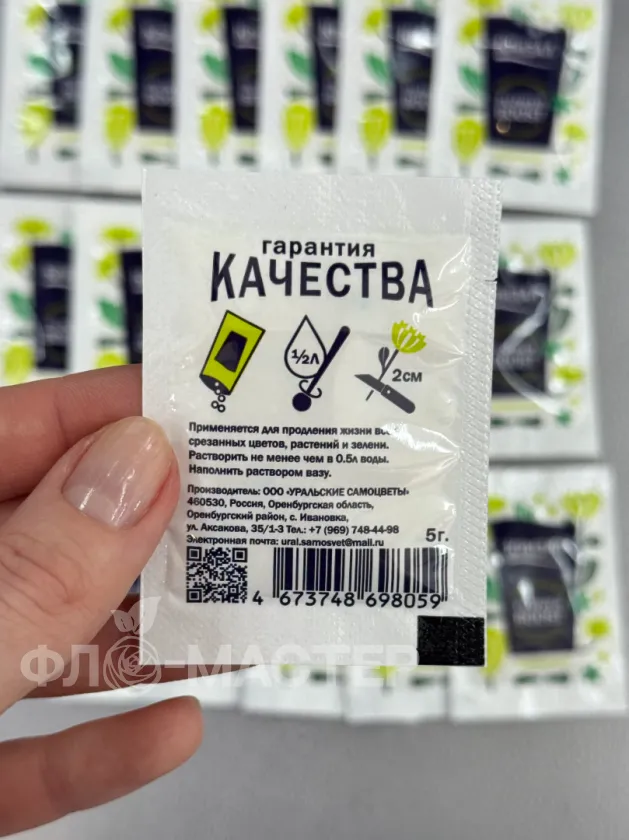 гарантия
КАЧЕСТВА
½л
2см
Применяется для продления жизни
срезанных цветов, растений и зелени.
Растворить не менее чем в 0.5л воды.
Наполнить раствором вазу.
Производитель: ООО «УРАЛЬСКИЕ САМОЦВЕТЫ»
460530, Россия, Оренбургская область,
Оренбургский район, с. Ивановка,
ул. Аксакова, 35/1-3 Тел.: +7 (969) 748-44-98
Электронная почта: ural.samosvet@mail.ru
5г.
4 673748 698059
ФЛО-МАСТЕР